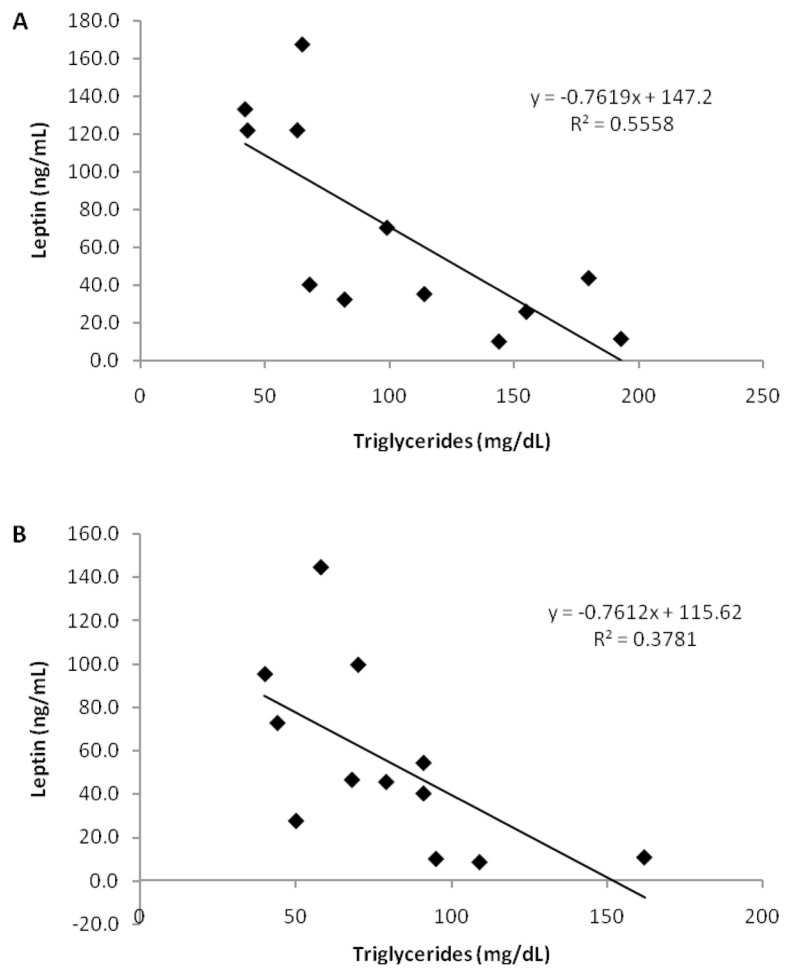 A
180.0
160.0
140.0
120.0
100.0
80.0
60.0
40.0
20.0
0.0
Leptin (ng/mL)
y = -0.7619x + 147.2
R² = 0.5558
0 50 100 150 200 250
Triglycerides (mg/dL)
B
160.0
140.0
120.0
100.0
80.0
60.0
40.0
20.0
0.0
-20.0
Leptin (ng/mL)
y = -0.7612x + 115.62
R² = 0.3781
0 50 100 150 200
Triglycerides (mg/dL)